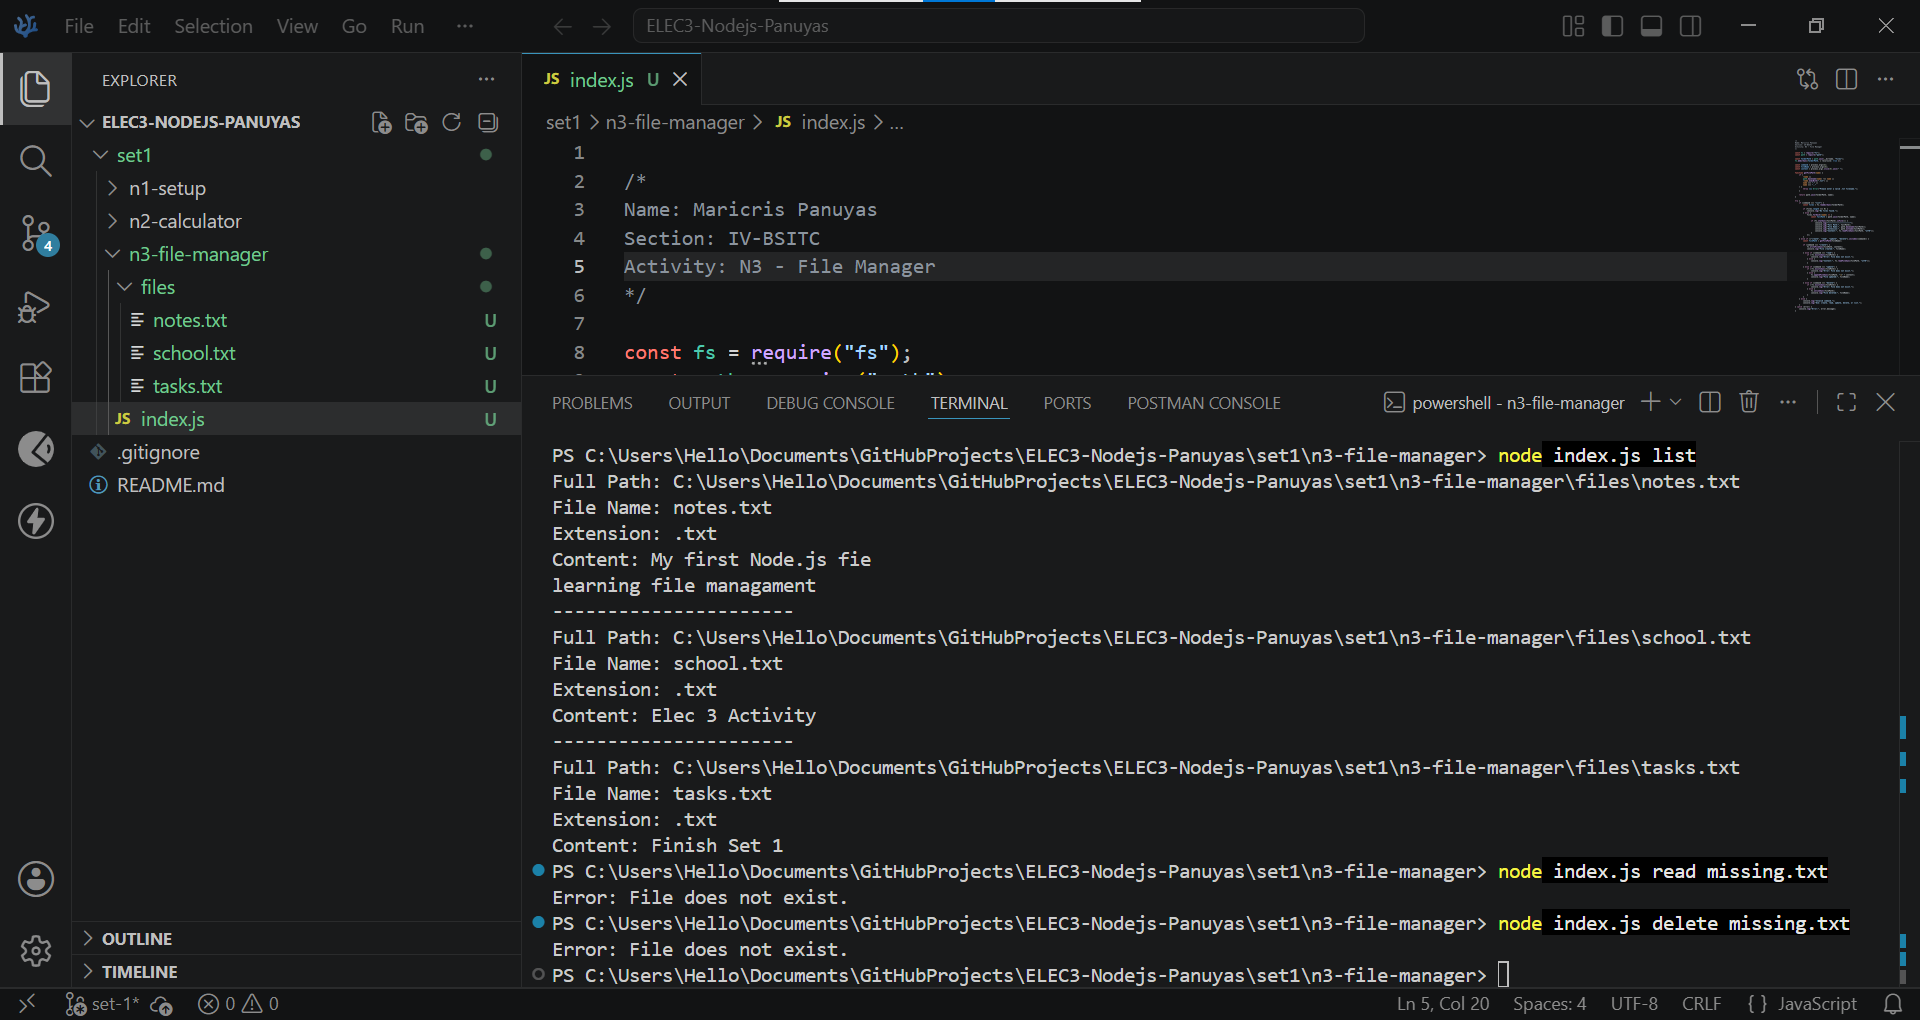 File Edit Selection View Go Run ··· ELEC3-Nodejs-Panuyas
EXPLORER ···
ELEC3-NODEJS-PANUYAS
set1
n1-setup
n2-calculator
n3-file-manager
files
notes.txt U
school.txt U
tasks.txt U
JS index.js U
.gitignore
README.md
4
OUTLINE
TIMELINE
JS index.js U
set1 > n3-file-manager > JS index.js > ...
1
2 /*
3 Name: Maricris Panuyas
4 Section: IV-BSITC
5 Activity: N3 - File Manager
6 */
7
8 const fs = require("fs");
PROBLEMS OUTPUT DEBUG CONSOLE TERMINAL PORTS POSTMAN CONSOLE powershell - n3-file-manager
PS C:\Users\Hello\Documents\GitHubProjects\ELEC3-Nodejs-Panuyas\set1\n3-file-manager> node index.js list
Full Path: C:\Users\Hello\Documents\GitHubProjects\ELEC3-Nodejs-Panuyas\set1\n3-file-manager\files\notes.txt
File Name: notes.txt
Extension: .txt
Content: My first Node.js fie
learning file managament
----------------------
Full Path: C:\Users\Hello\Documents\GitHubProjects\ELEC3-Nodejs-Panuyas\set1\n3-file-manager\files\school.txt
File Name: school.txt
Extension: .txt
Content: Elec 3 Activity
----------------------
Full Path: C:\Users\Hello\Documents\GitHubProjects\ELEC3-Nodejs-Panuyas\set1\n3-file-manager\files\tasks.txt
File Name: tasks.txt
Extension: .txt
Content: Finish Set 1
PS C:\Users\Hello\Documents\GitHubProjects\ELEC3-Nodejs-Panuyas\set1\n3-file-manager> node index.js read missing.txt
Error: File does not exist.
PS C:\Users\Hello\Documents\GitHubProjects\ELEC3-Nodejs-Panuyas\set1\n3-file-manager> node index.js delete missing.txt
Error: File does not exist.
PS C:\Users\Hello\Documents\GitHubProjects\ELEC3-Nodejs-Panuyas\set1\n3-file-manager>
set-1* 0 0 Ln 5, Col 20 Spaces: 4 UTF-8 CRLF {} JavaScript